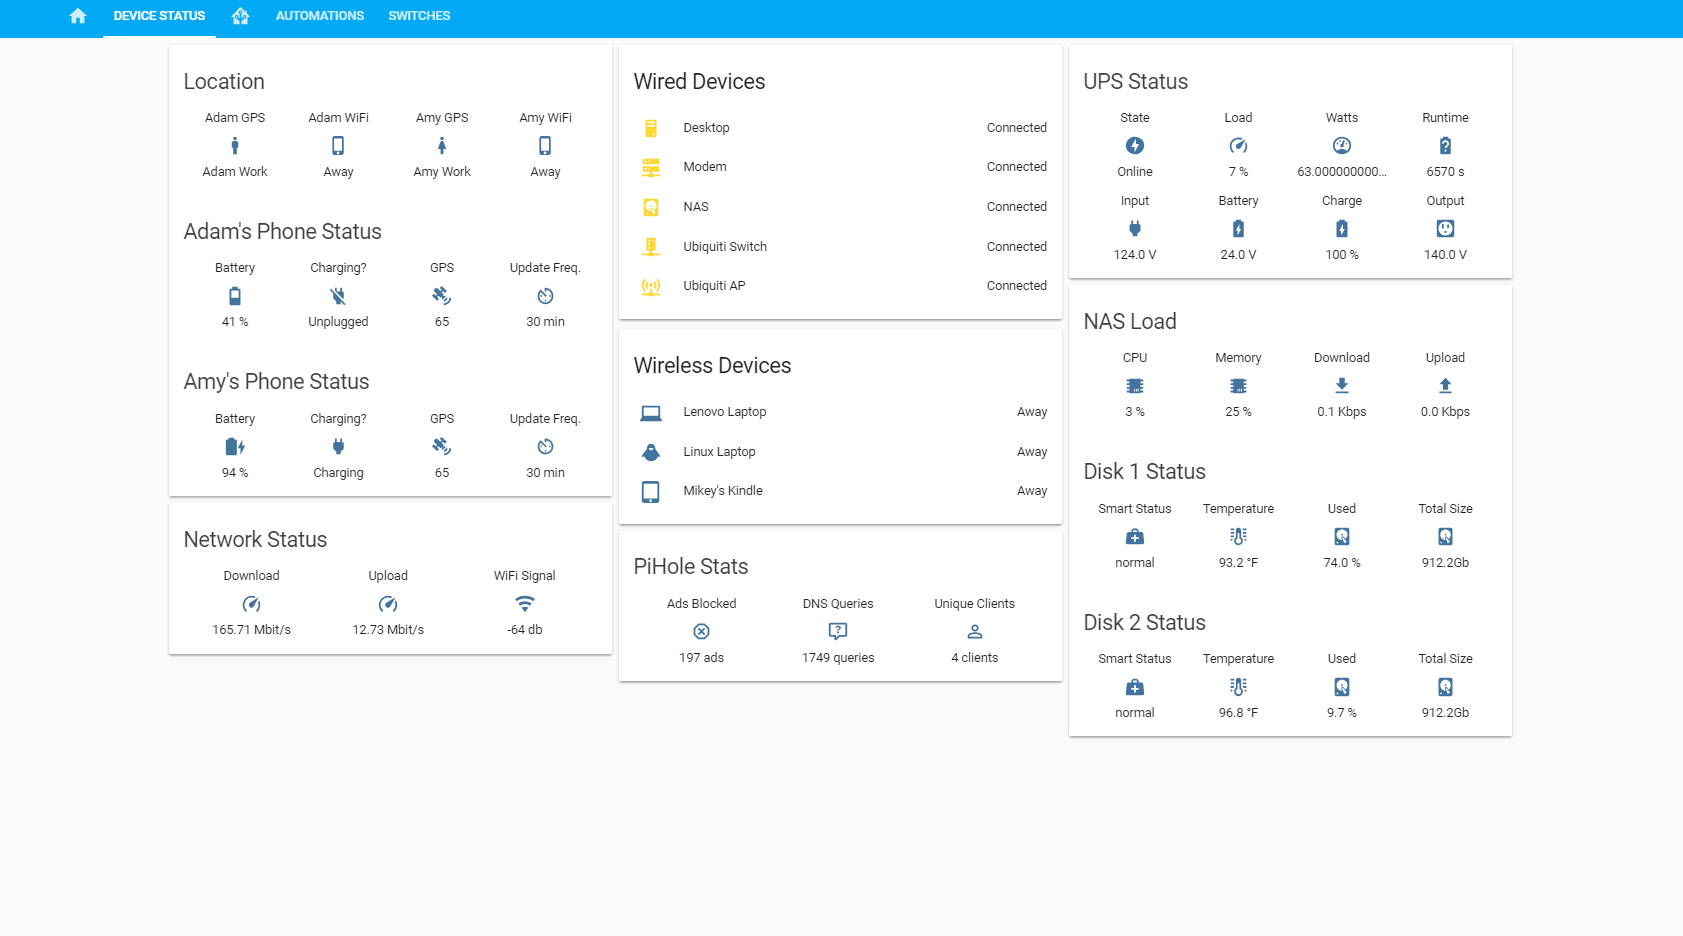 DEVICE STATUS AUTOMATIONS SWITCHES
Location
Adam GPS Adam WiFi Amy GPS Amy WiFi
Adam Work Away Amy Work Away
Adam's Phone Status
Battery Charging? GPS Update Freq.
41 % Unplugged 65 30 min
Amy's Phone Status
Battery Charging? GPS Update Freq.
94 % Charging 65 30 min
Network Status
Download Upload WiFi Signal
165.71 Mbit/s 12.73 Mbit/s -64 db
Wired Devices
Desktop Connected
Modem Connected
NAS Connected
Ubiquiti Switch Connected
Ubiquiti AP Connected
Wireless Devices
Lenovo Laptop Away
Linux Laptop Away
Mikey's Kindle Away
PiHole Stats
Ads Blocked DNS Queries Unique Clients
197 ads 1749 queries 4 clients
UPS Status
State Load Watts Runtime
Online 7 % 63.000000000... 6570 s
Input Battery Charge Output
124.0 V 24.0 V 100 % 140.0 V
NAS Load
CPU Memory Download Upload
3 % 25 % 0.1 Kbps 0.0 Kbps
Disk 1 Status
Smart Status Temperature Used Total Size
normal 93.2 °F 74.0 % 912.2Gb
Disk 2 Status
Smart Status Temperature Used Total Size
normal 96.8 °F 9.7 % 912.2Gb